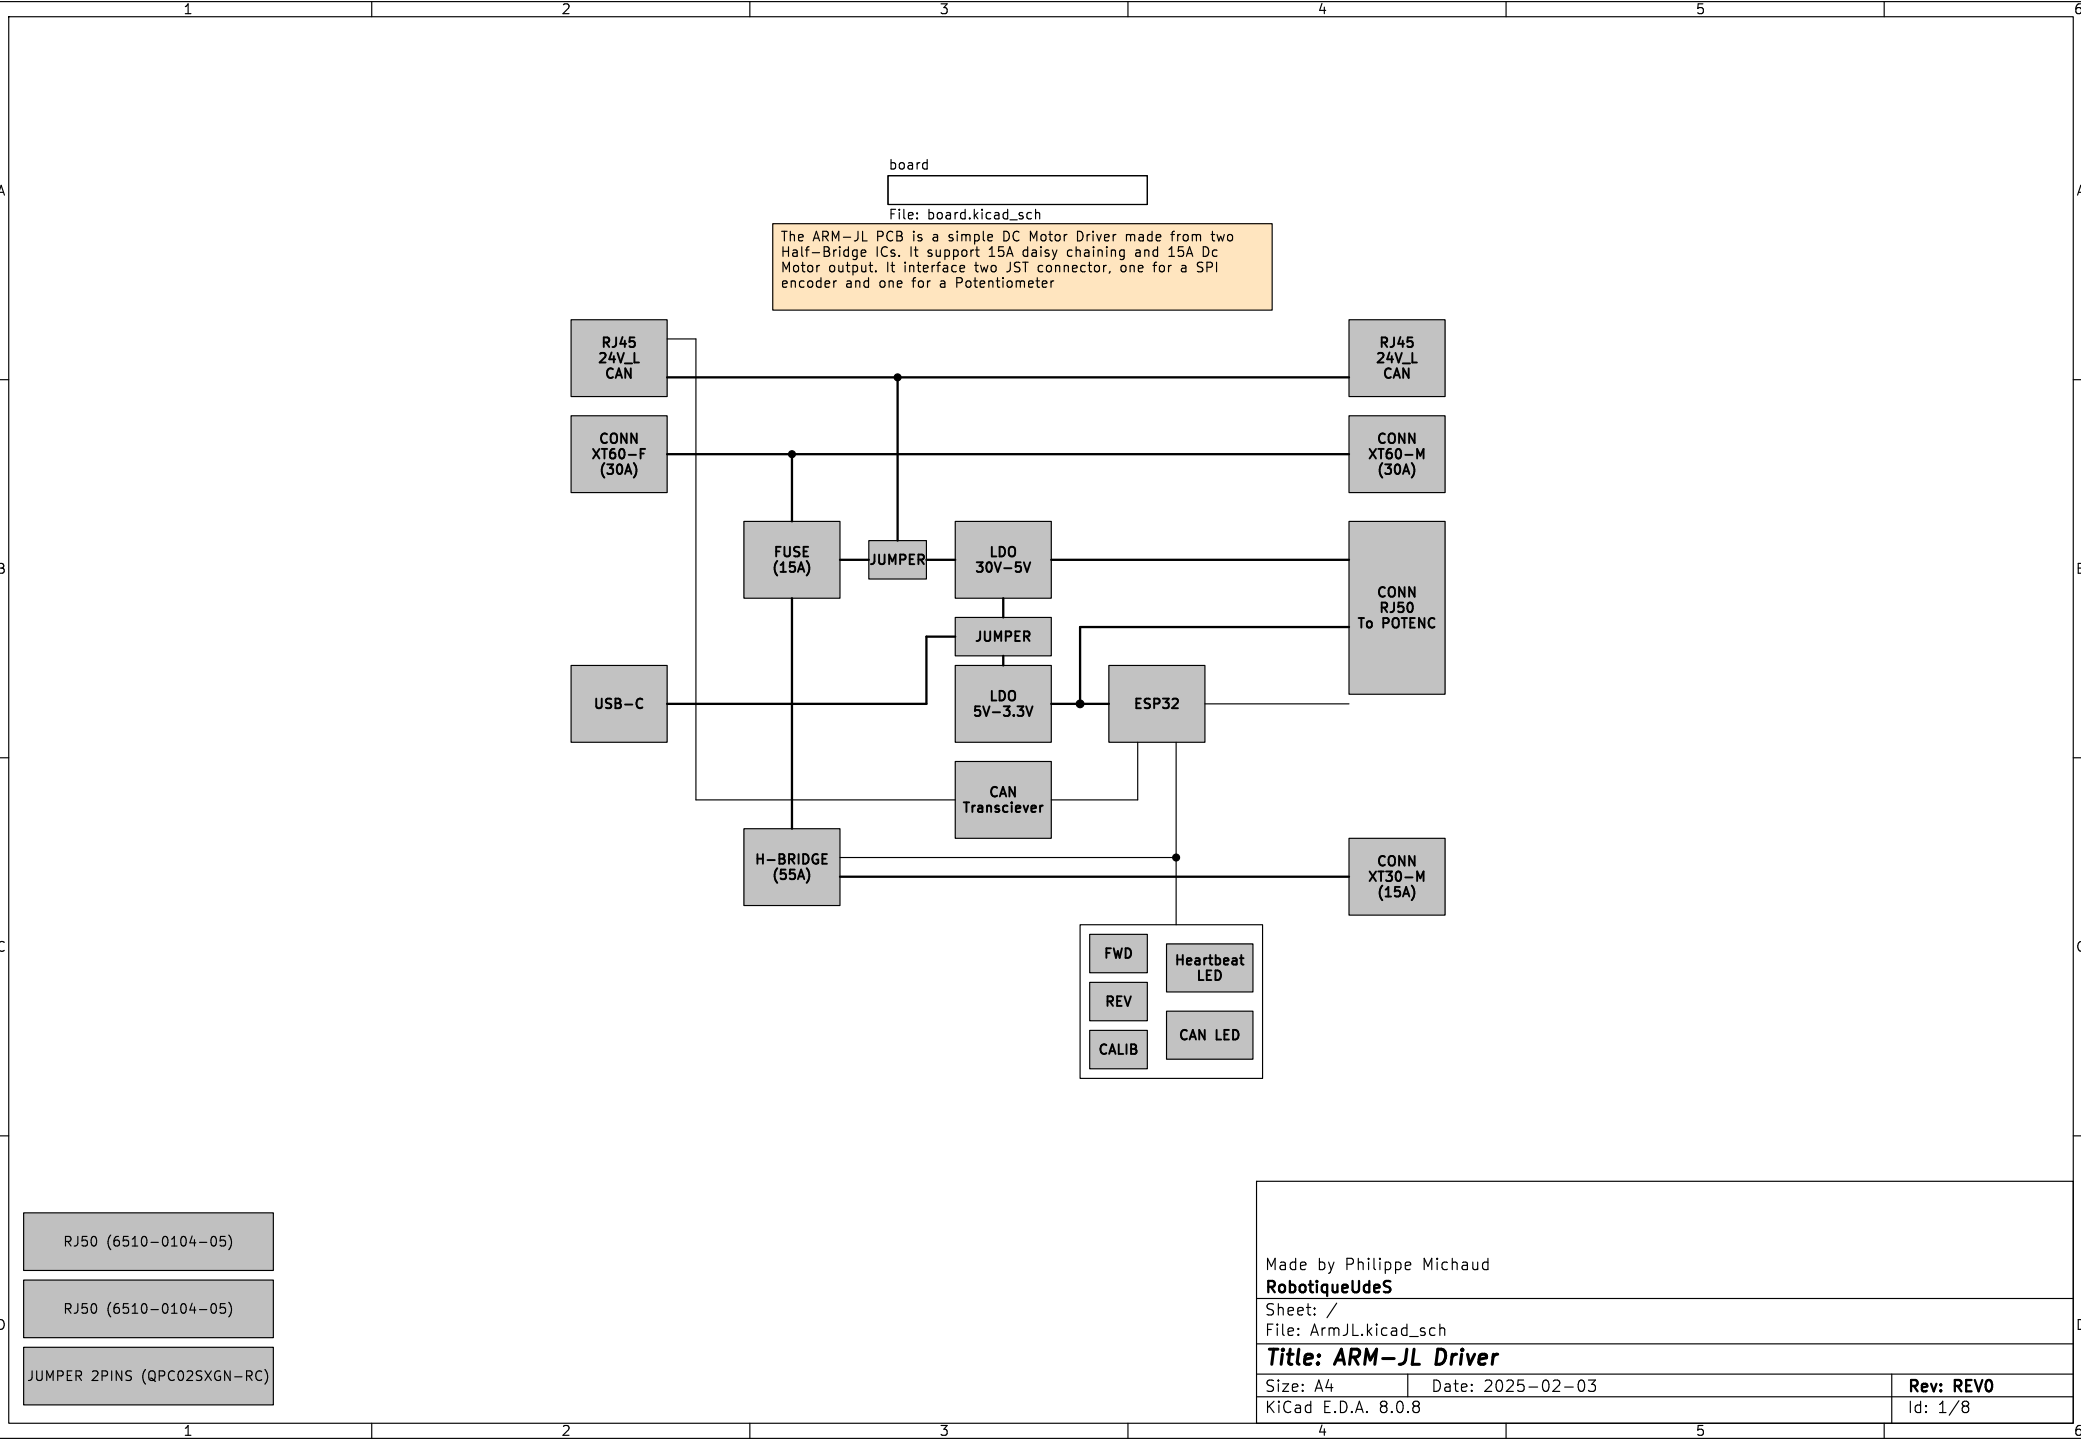 1 2 3 4 5 6
board
A A
File: board.kicad_sch
The ARM-JL PCB is a simple DC Motor Driver made from two
Half-Bridge ICs. It support 15A daisy chaining and 15A Dc
Motor output. It interface two JST connector, one for a SPI
encoder and one for a Potentiometer
RJ45
24V_L
CAN
RJ45
24V_L
CAN
CONN
XT60-F
(30A)
CONN
XT60-M
(30A)
FUSE
(15A)
JUMPER
LDO
30V-5V
B B
CONN
RJ50
To POTENC
JUMPER
USB-C
LDO
5V-3.3V
ESP32
CAN
Transciever
H-BRIDGE
(55A)
CONN
XT30-M
(15A)
C C
FWD
REV
CALIB
Heartbeat
LED
CAN LED
RJ50 (6510-0104-05)
RJ50 (6510-0104-05)
JUMPER 2PINS (QPC02SXGN-RC)
D D
Made by Philippe Michaud
RobotiqueUdeS
Sheet: /
File: ArmJL.kicad_sch
Title: ARM-JL Driver
Size: A4 Date: 2025-02-03 Rev: REV0
KiCad E.D.A. 8.0.8 Id: 1/8
1 2 3 4 5 6